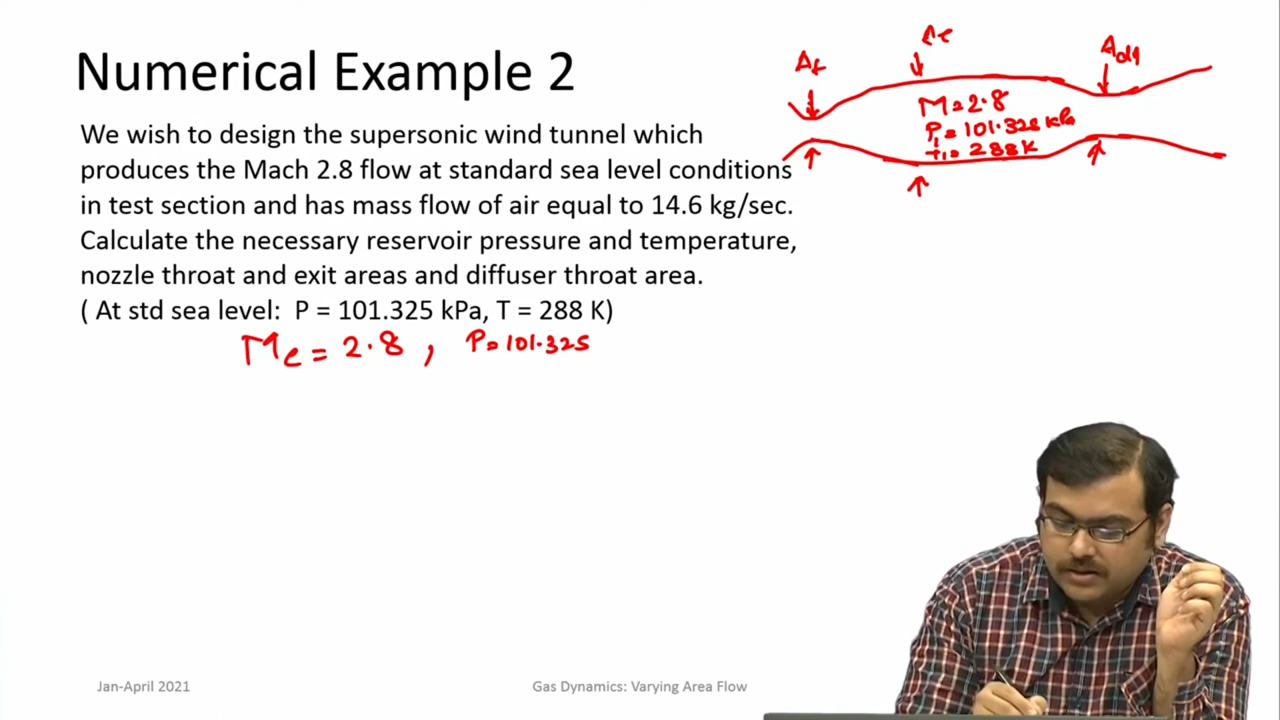 Numerical Example 2
We wish to design the supersonic wind tunnel which
produces the Mach 2.8 flow at standard sea level conditions
in test section and has mass flow of air equal to 14.6 kg/sec.
Calculate the necessary reservoir pressure and temperature,
nozzle throat and exit areas and diffuser throat area.
( At std sea level: P = 101.325 kPa, T = 288 K)
Me = 2.8 , P = 101.325
At
Ae
M = 2.8
P1 = 101.325 kPa
T1 = 288 K
Jan-April 2021
Gas Dynamics: Varying Area Flow